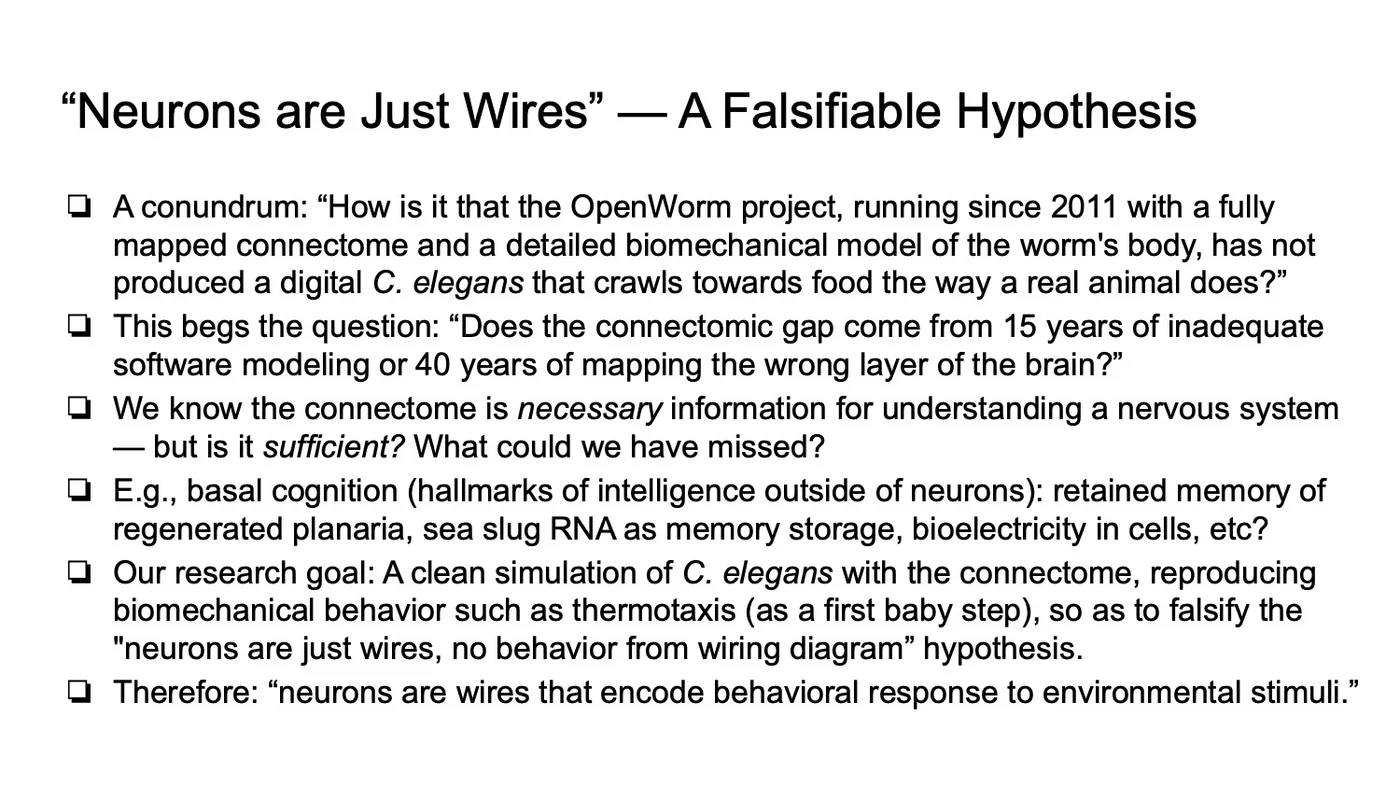 “Neurons are Just Wires” — A Falsifiable Hypothesis
❏ A conundrum: “How is it that the OpenWorm project, running since 2011 with a fully
mapped connectome and a detailed biomechanical model of the worm's body, has not
produced a digital C. elegans that crawls towards food the way a real animal does?”
❏ This begs the question: “Does the connectomic gap come from 15 years of inadequate
software modeling or 40 years of mapping the wrong layer of the brain?”
❏ We know the connectome is necessary information for understanding a nervous system
— but is it sufficient? What could we have missed?
❏ E.g., basal cognition (hallmarks of intelligence outside of neurons): retained memory of
regenerated planaria, sea slug RNA as memory storage, bioelectricity in cells, etc?
❏ Our research goal: A clean simulation of C. elegans with the connectome, reproducing
biomechanical behavior such as thermotaxis (as a first baby step), so as to falsify the
"neurons are just wires, no behavior from wiring diagram” hypothesis.
❏ Therefore: “neurons are wires that encode behavioral response to environmental stimuli.”